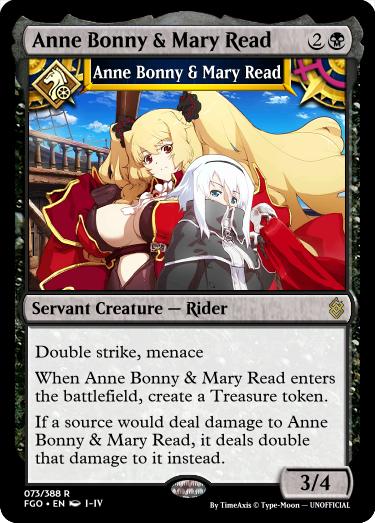 Anne Bonny & Mary Read 2
Anne Bonny & Mary Read
Servant Creature — Rider
Double strike, menace
When Anne Bonny & Mary Read enters
the battlefield, create a Treasure token.
If a source would deal damage to Anne
Bonny & Mary Read, it deals double
that damage to it instead.
3/4
073/388 R
FGO • EN I-IV
By TimeAxis © Type-Moon — UNOFFICIAL